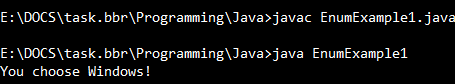 E:\DOCS\task.bbr\Programming\Java>javac EnumExample1.java
E:\DOCS\task.bbr\Programming\Java>java EnumExample1
You choose Windows!